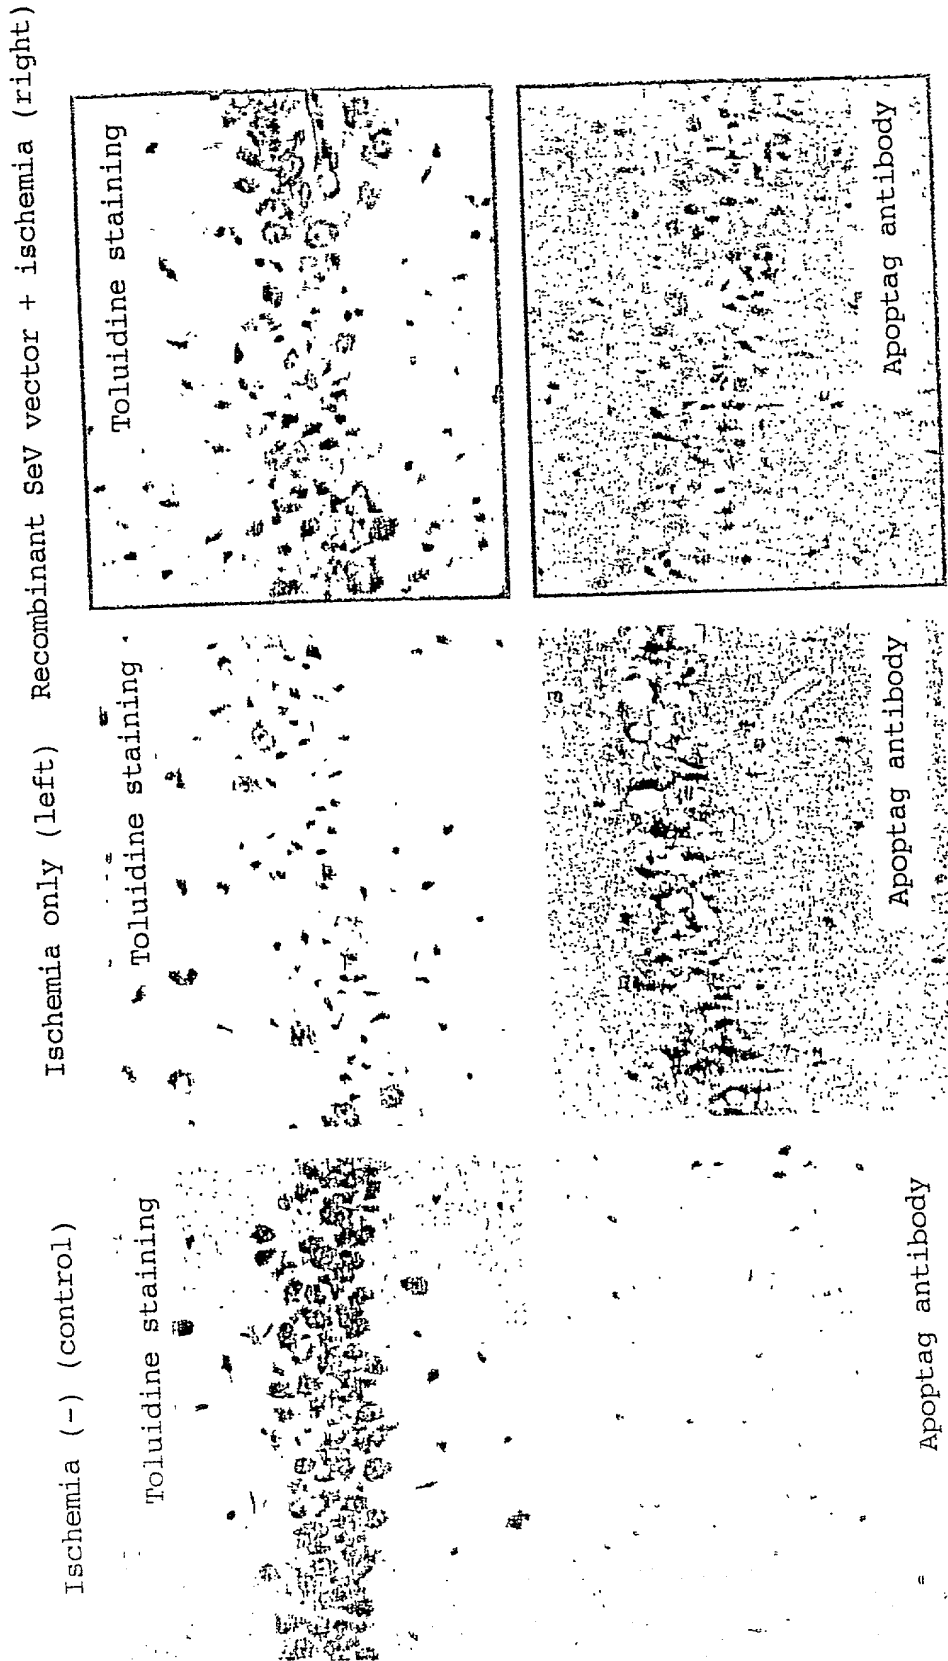 Ischemia (-) (control)
Ischemia only (left)
Recombinant SeV vector + ischemia (right)
Toluidine staining
Toluidine staining
Toluidine staining
Apoptag antibody
Apoptag antibody
Apoptag antibody